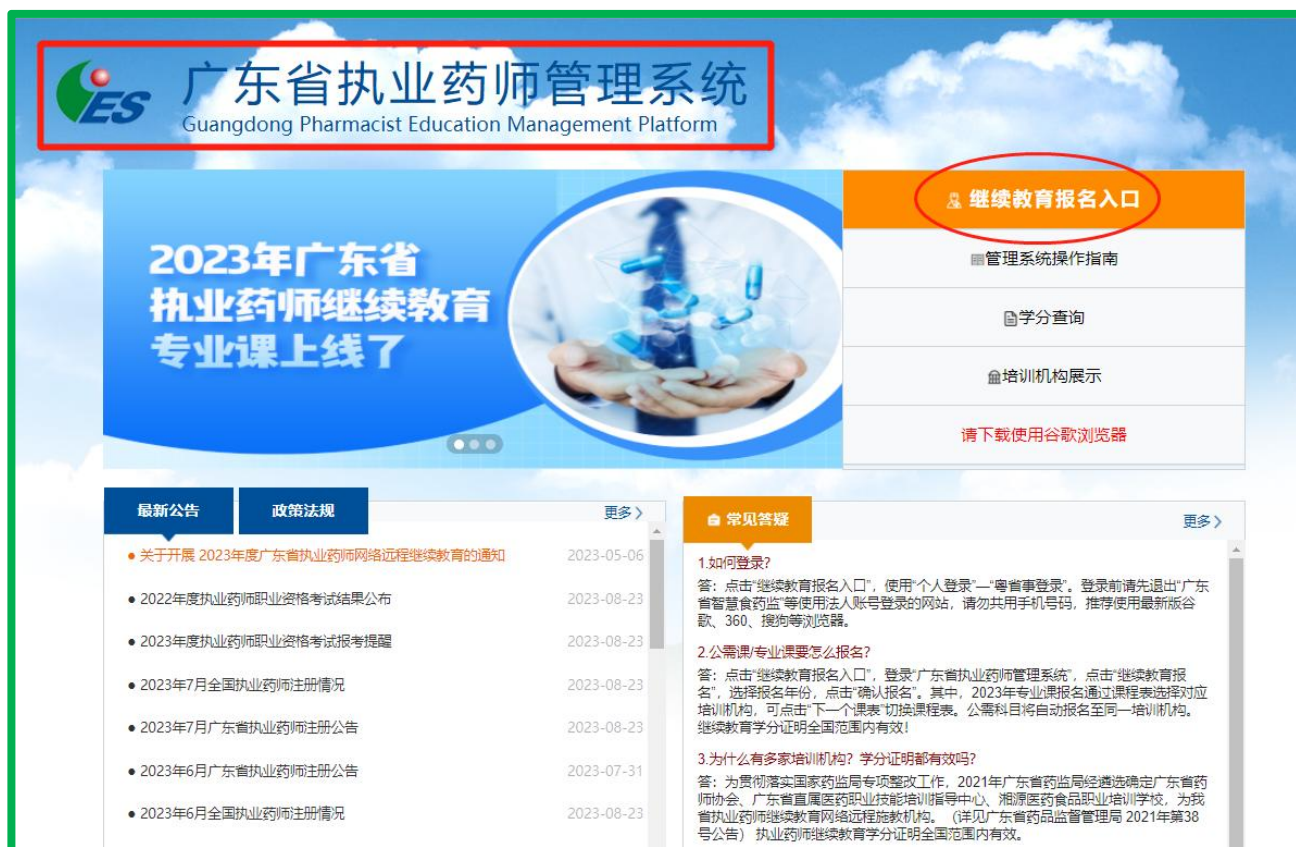 YES
广东省执业药师管理系统
Guangdong Pharmacist Education Management Platform
2023年广东省
执业药师继续教育
专业课上线了
继续教育报名入口
管理系统操作指南
学分查询
培训机构展示
请下载使用谷歌浏览器
最新公告 政策法规 更多
● 关于开展 2023年度广东省执业药师网络远程继续教育的通知 2023-05-06
● 2022年度执业药师职业资格考试结果公布 2023-08-23
● 2023年度执业药师职业资格考试报考提醒 2023-08-23
● 2023年7月全国执业药师注册情况 2023-08-23
● 2023年7月广东省执业药师注册公告 2023-08-23
● 2023年6月广东省执业药师注册公告 2023-07-31
● 2023年6月全国执业药师注册情况 2023-08-23
常见答疑 更多
1.如何登录?
答：点击“继续教育报名入口”，使用“个人登录”—“粤省事登录”。登录前请先退出“广东
省智慧食药监”等使用法人账号登录的网站，请勿共用手机号码，推荐使用最新版谷
歌、360、搜狗等浏览器。
2.公需课/专业课要怎么报名?
答：点击“继续教育报名入口”，登录“广东省执业药师管理系统”，点击“继续教育报
名”，选择报名年份，点击“确认报名”。其中，2023年专业课报名通过课程表选择对应
培训机构，可点击“下一个课表”切换课程表。公需科目将自动报名至同一培训机构。
继续教育学分证明全国范围内有效!
3.为什么有多家培训机构? 学分证明都有效吗?
答：为贯彻落实国家药监局专项整改工作，2021年广东省药监局经遴选确定广东省药
师协会、广东省直属医药职业技能培训指导中心、湘源医药食品职业培训学校，为我
省执业药师继续教育网络远程施教机构。（详见广东省药品监督管理局 2021年第38
号公告） 执业药师继续教育学分证明全国范围内有效。